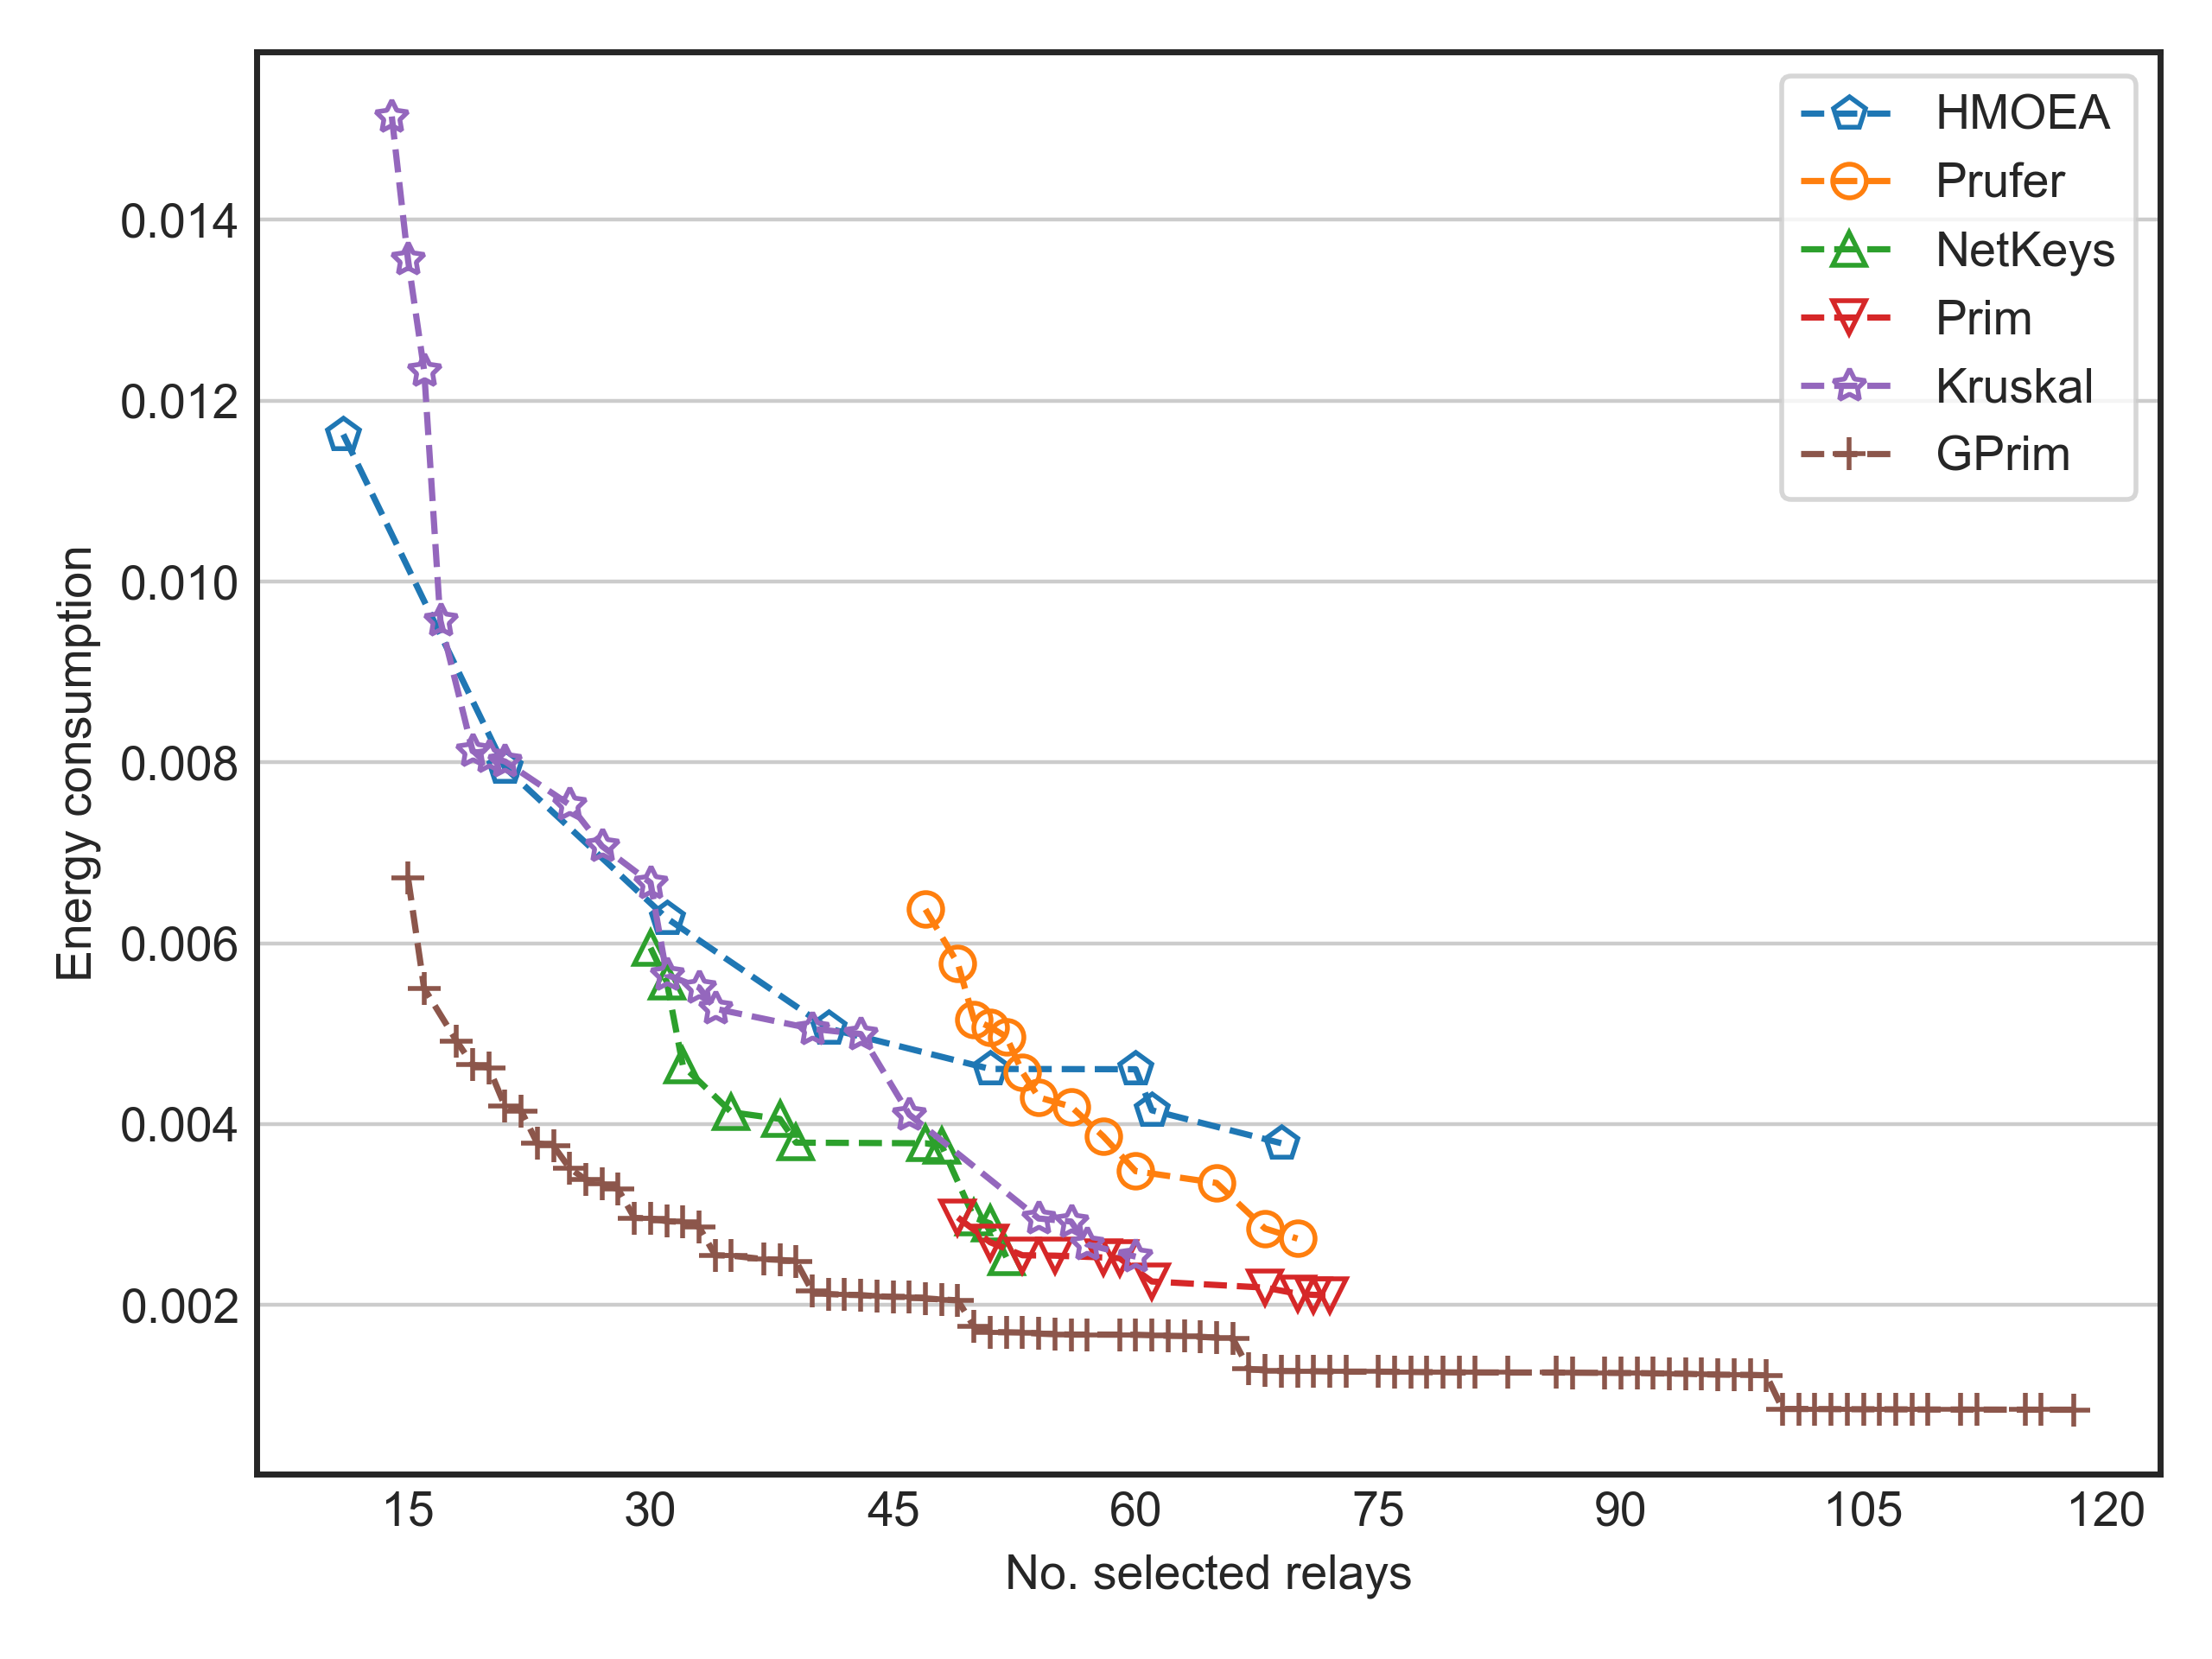 HMOEA
Prufer
NetKeys
Prim
Kruskal
GPrim
Energy consumption
0.014
0.012
0.010
0.008
0.006
0.004
0.002
15 30 45 60 75 90 105 120
No. selected relays